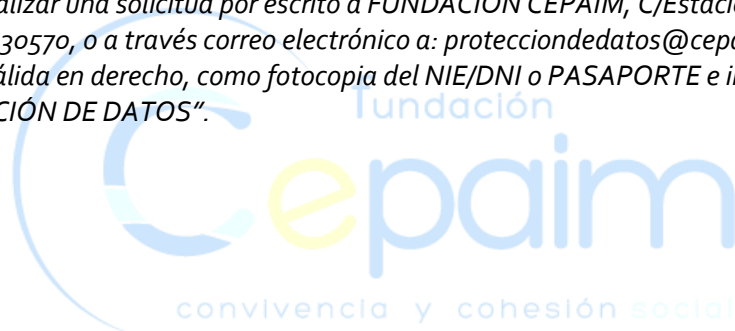 alizar una solicitud por escrito a FUNDACIÓN CEPAIM, C/Estació
30570, o a través correo electrónico a: protecciondedatos@cepa
álida en derecho, como fotocopia del NIE/DNI o PASAPORTE e i
CIÓN DE DATOS”.
Fundación
Cepaim
convivencia y cohesión social